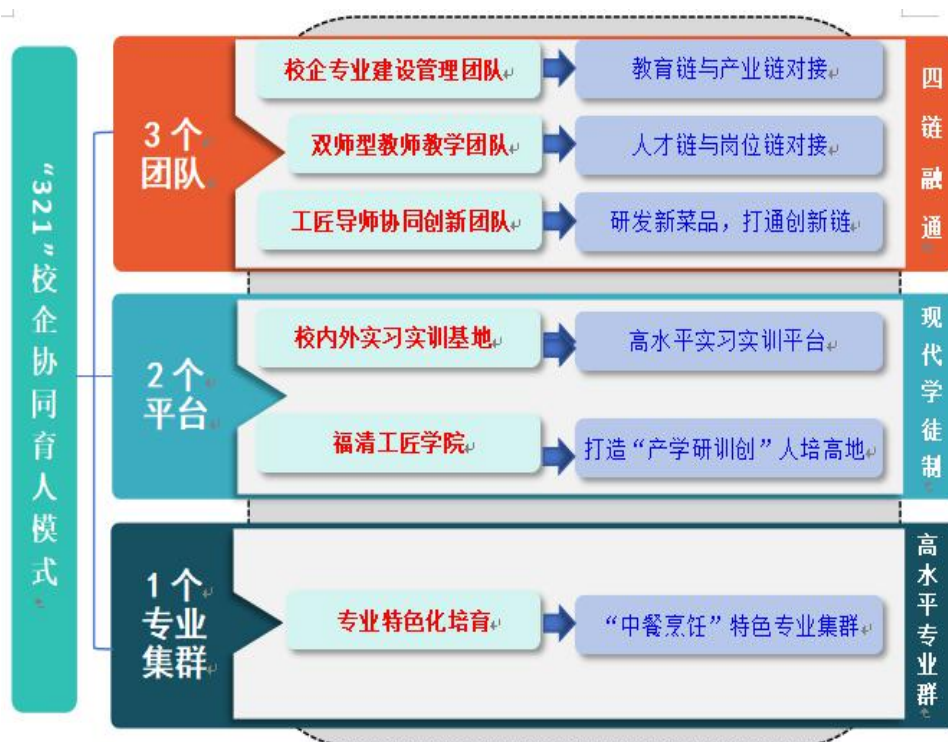 “321”校企协同育人模式
3个
团队
校企专业建设管理团队
教育链与产业链对接
双师型教师教学团队
人才链与岗位链对接
工匠导师协同创新团队
研发新菜品，打通创新链
四链融通
2个
平台
校内外实习实训基地
高水平实习实训平台
福清工匠学院
打造“产学研训创”人培高地
现代学徒制
1个
专业
集群
专业特色化培育
“中餐烹饪”特色专业集群
高水平专业群